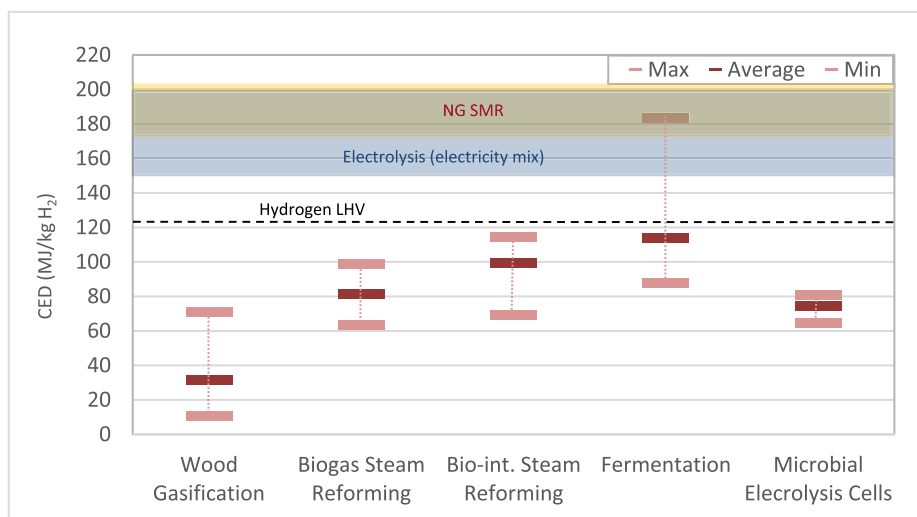 220
200
180
160
140
120
100
80
60
40
20
0
CED (MJ/kg H₂)
Max Average Min
NG SMR
Electrolysis (electricity mix)
Hydrogen LHV
Wood
Gasification
Biogas Steam
Reforming
Bio-int. Steam
Reforming
Fermentation
Microbial
Elecrolysis Cells